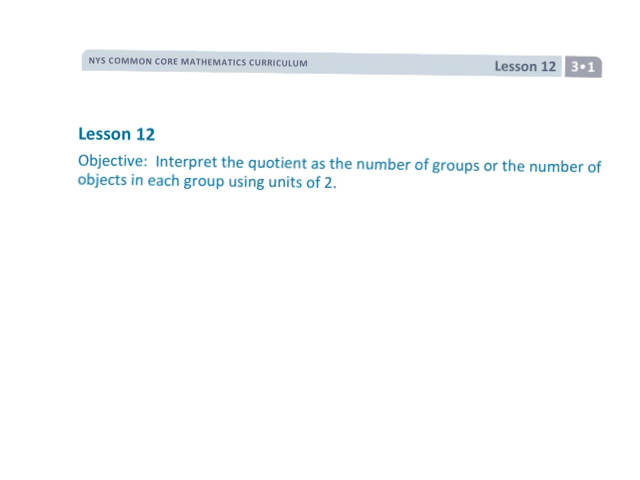 NYS COMMON CORE MATHEMATICS CURRICULUM Lesson 12 3•1
Lesson 12
Objective: Interpret the quotient as the number of groups or the number of
objects in each group using units of 2.